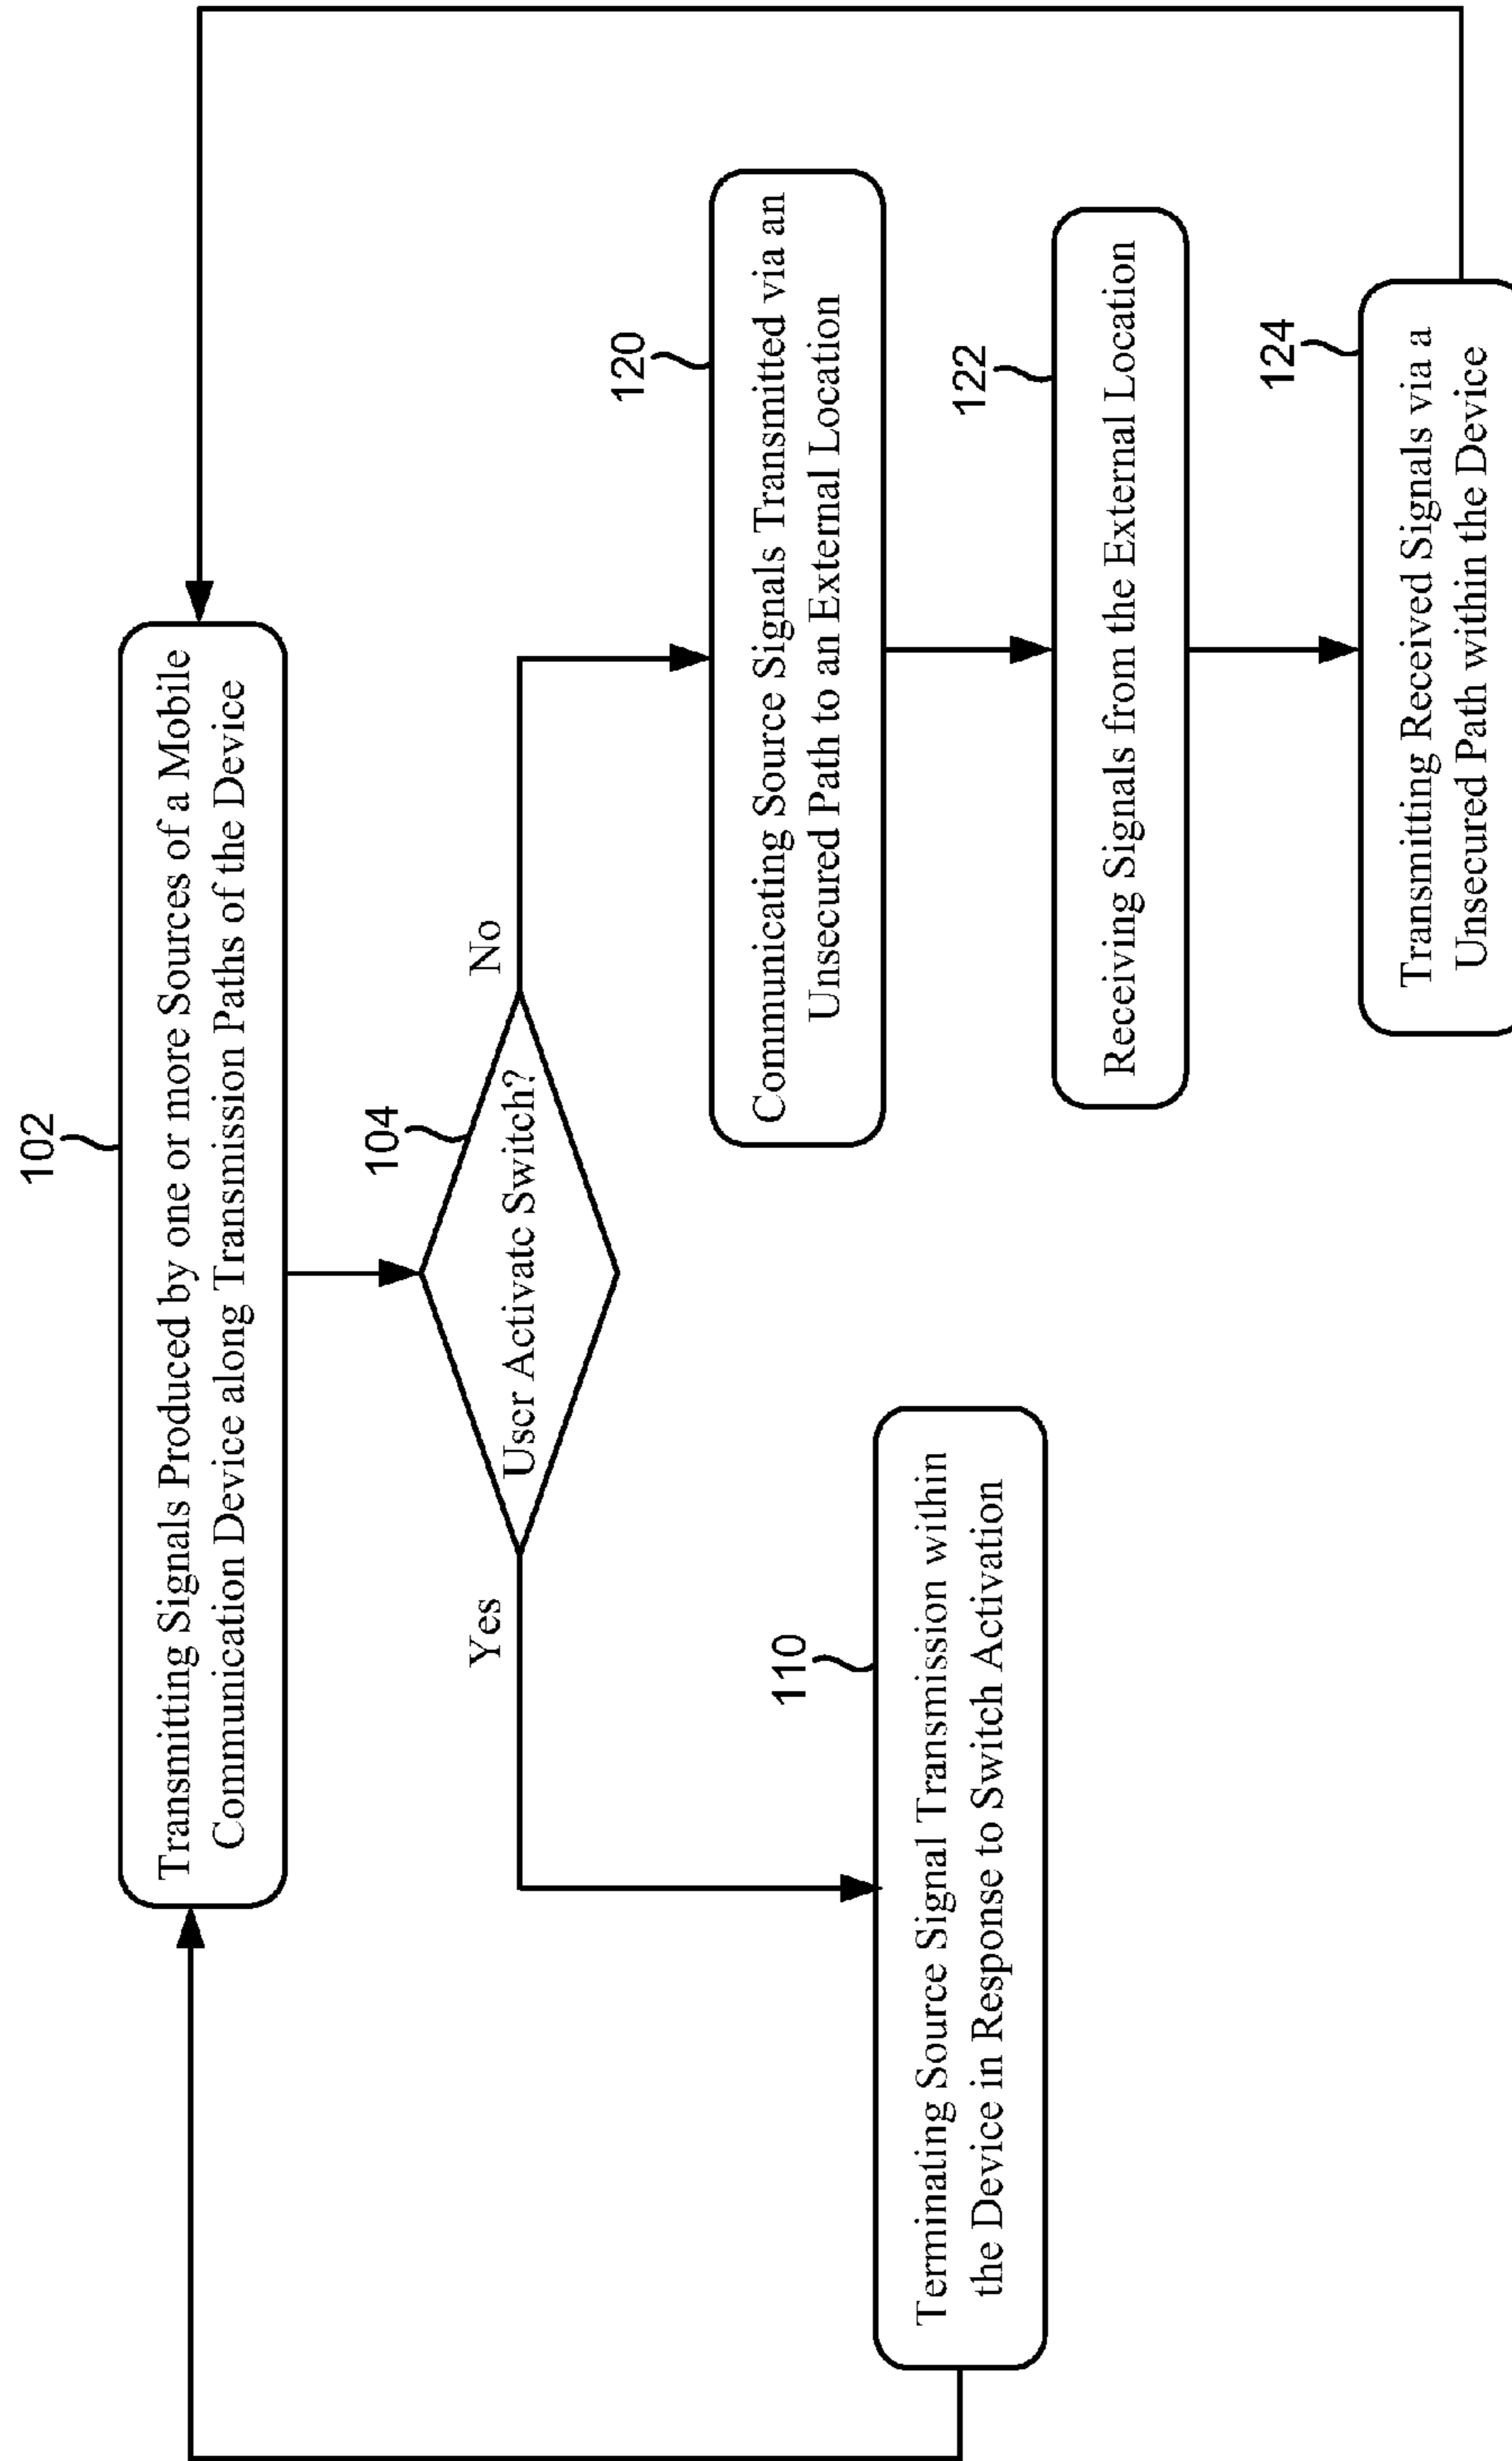 102
Transmitting Signals Produced by one or more Sources of a Mobile
Communication Device along Transmission Paths of the Device
104
User Activate Switch?
Yes
No
110
Terminating Source Signal Transmission within
the Device in Response to Switch Activation
120
Communicating Source Signals Transmitted via an
Unsecured Path to an External Location
122
Receiving Signals from the External Location
124
Transmitting Received Signals via a
Unsecured Path within the Device